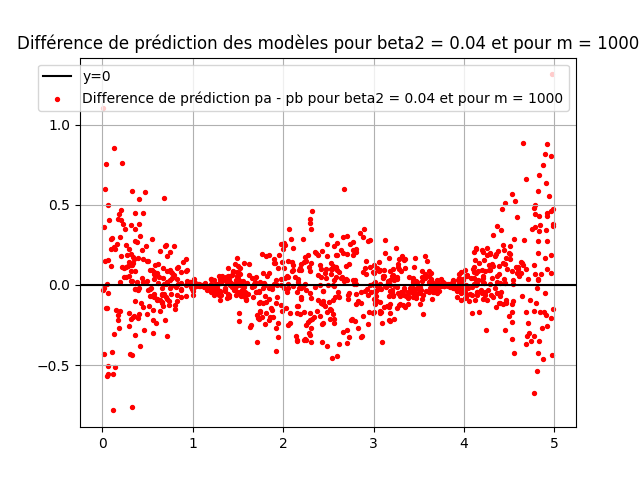 Différence de prédiction des modèles pour beta2 = 0.04 et pour m = 1000
y=0
Difference de prédiction pa - pb pour beta2 = 0.04 et pour m = 1000
1.0
0.5
0.0
−0.5
0 1 2 3 4 5